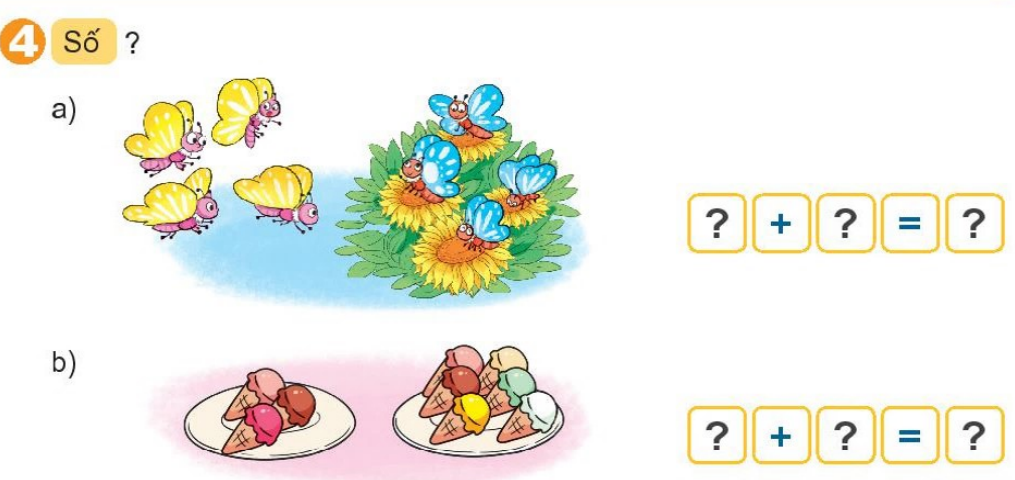 4 Số ?
a)
? + ? = ?
b)
? + ? = ?